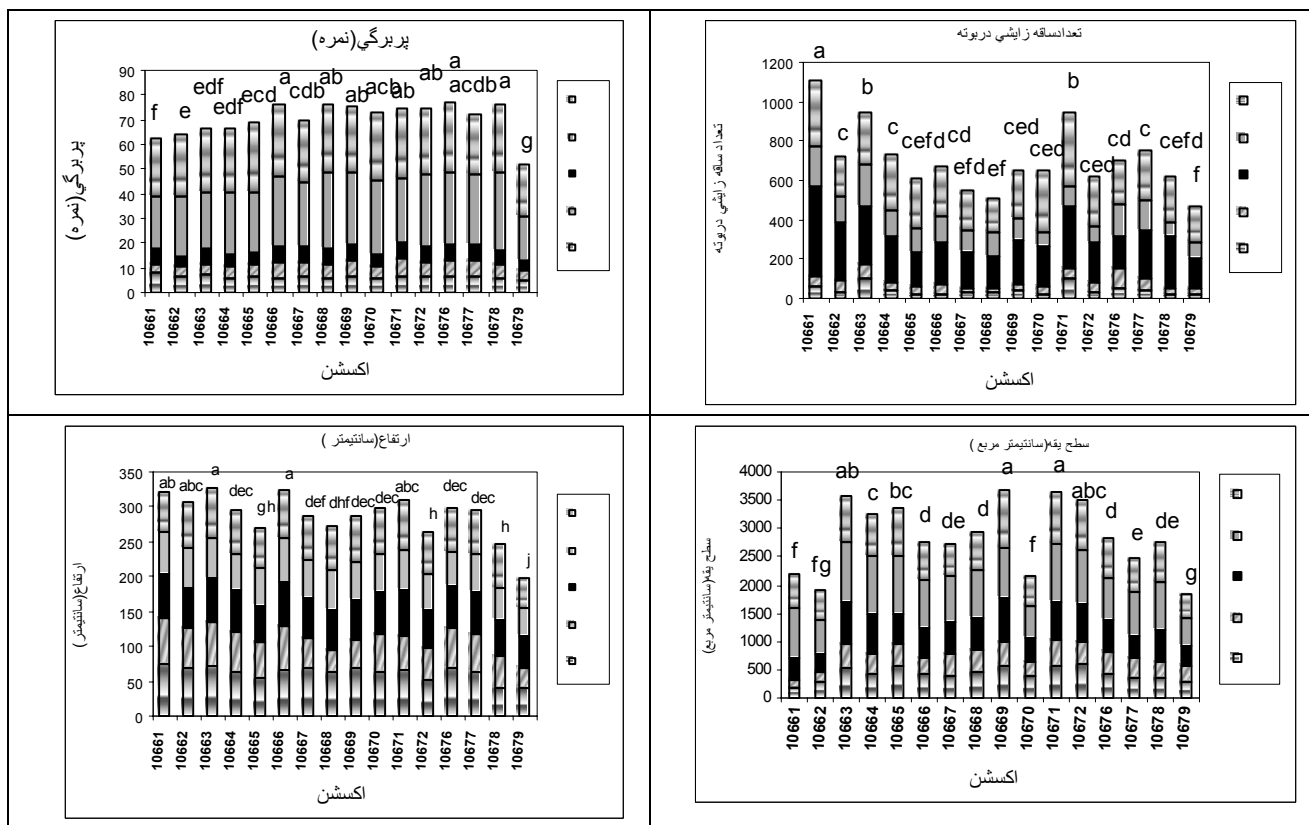 پربرگي(نمره)
90
80
70
60
50
40
30
20
10
0
پربرگي(نمره)
f e edf edf ecd a cdb ab ab acb ab ab a acdb a g
10661 10662 10663 10664 10665 10666 10667 10668 10669 10670 10671 10672 10676 10677 10678 10679
اکسشن
تعدادساقه زايشي دربوته
1200
1000
800
600
400
200
0
تعداد ساقه زايشي دربوته
a c b c cefd cd efd ef ced ced b ced cd c cefd f
10661 10662 10663 10664 10665 10666 10667 10668 10669 10670 10671 10672 10676 10677 10678 10679
اکسشن
ارتفاع(سانتيمتر )
350
300
250
200
150
100
50
0
ارتفاع(سانتيمتر)
ab abc a dec gh a def dhf dec dec abc h dec dec h j
10661 10662 10663 10664 10665 10666 10667 10668 10669 10670 10671 10672 10676 10677 10678 10679
اکسشن
سطح يقه(سانتيمتر مربع )
4000
3500
3000
2500
2000
1500
1000
500
0
سطح يقه(سانتيمتر مربع)
f fg ab c bc d de d a f a abc d e de g
10661 10662 10663 10664 10665 10666 10667 10668 10669 10670 10671 10672 10676 10677 10678 10679
اکسشن